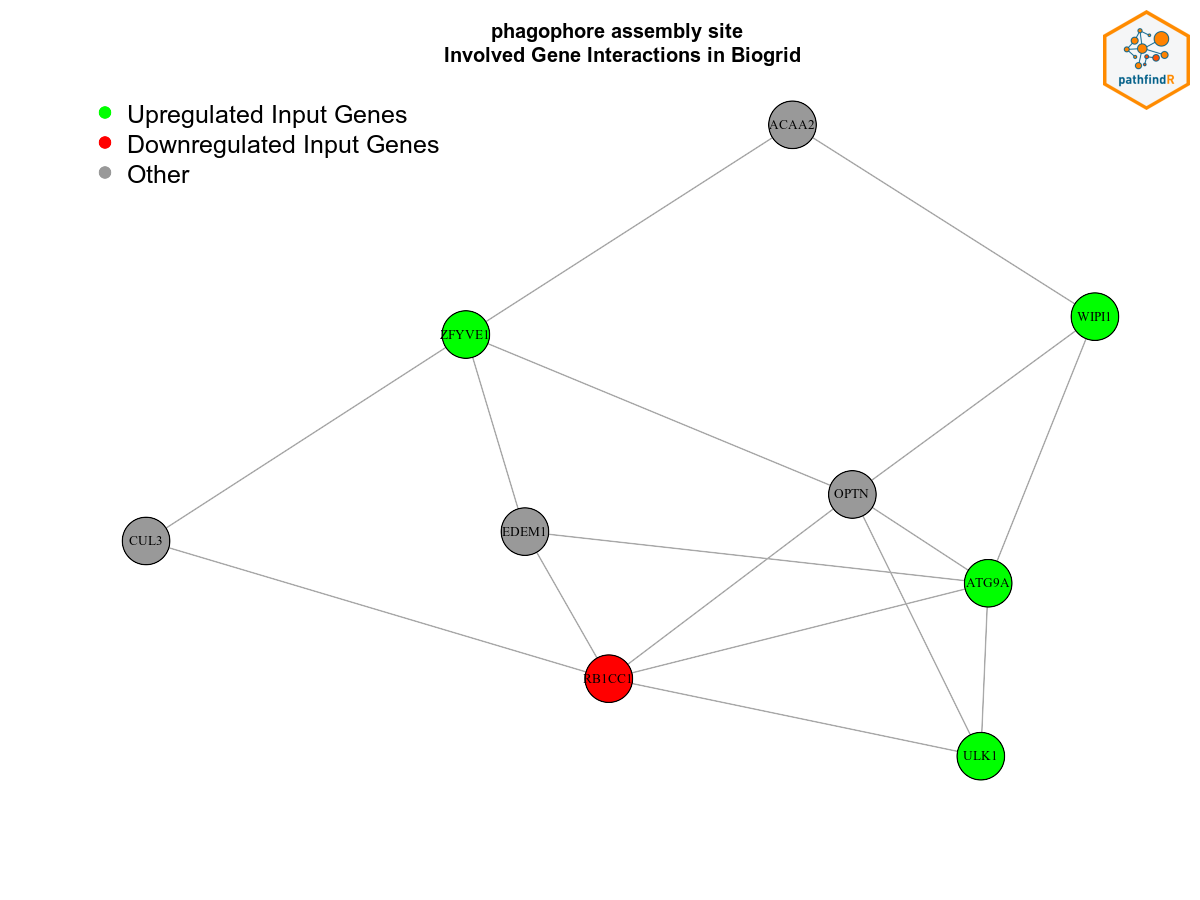 phagophore assembly site
Involved Gene Interactions in Biogrid
pathfindR
Upregulated Input Genes
Downregulated Input Genes
Other
ACAA2
WIPI1
ZFYVE1
OPTN
EDEM1
CUL3
ATG9A
RB1CC1
ULK1